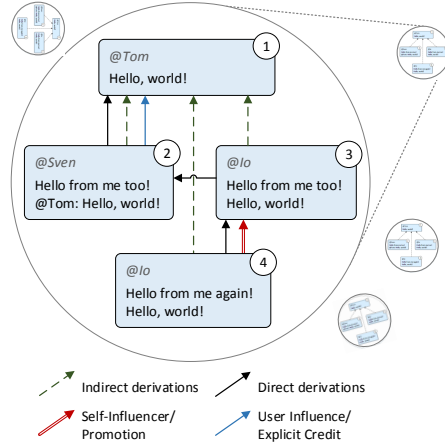 1
@Tom
Hello, world!
@Sven
2
Hello from me too!
@Tom: Hello, world!
@Io
3
Hello from me too!
Hello, world!
@Io
4
Hello from me again!
Hello, world!
Indirect derivations
Direct derivations
Self-Influencer/
Promotion
User Influence/
Explicit Credit